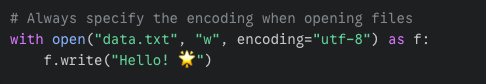 # Always specify the encoding when opening files
with open("data.txt", "w", encoding="utf-8") as f:
    f.write("Hello! 🌟")